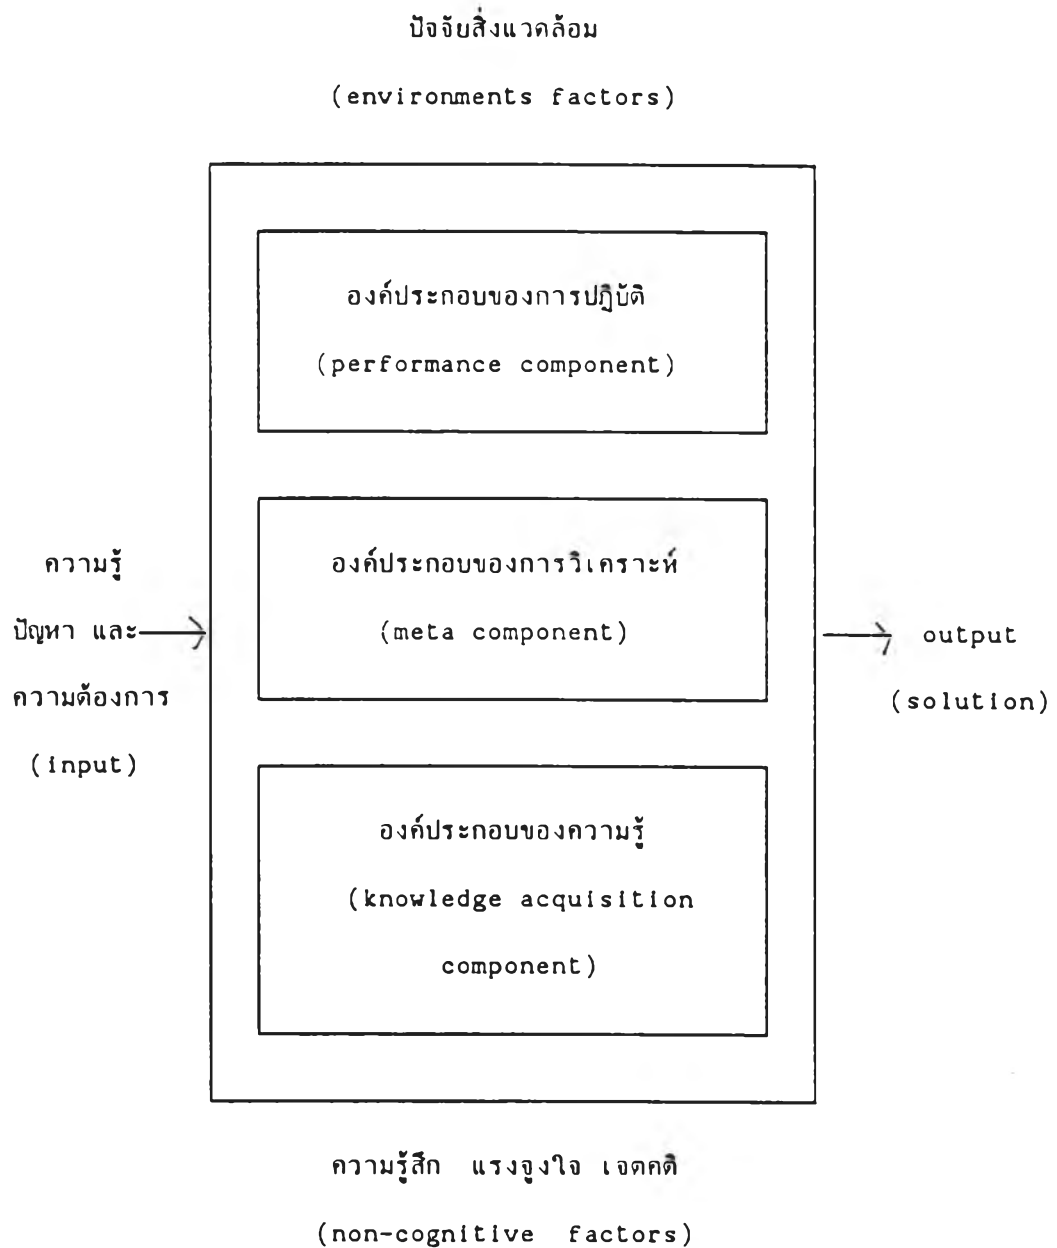 ปัจจัยสิ่งแวดล้อม
(environments factors)
องค์ประกอบของการปฏิบัติ
(performance component)
องค์ประกอบของการวิเคราะห์
(meta component)
องค์ประกอบของความรู้
(knowledge acquisition
component)
ความรู้
ปัญหา และ
ความต้องการ
(input)
output
(solution)
ความรู้สึก แรงจูงใจ เจตคติ
(non-cognitive factors)